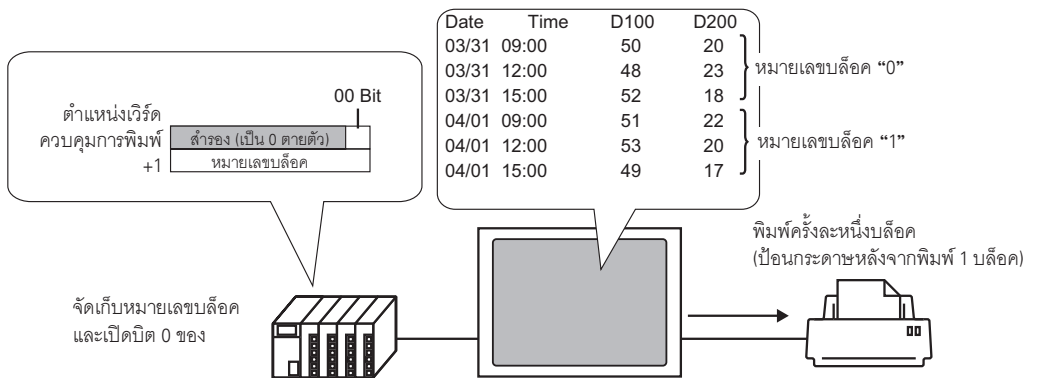 Date Time D100 D200
03/31 09:00 50 20
03/31 12:00 48 23
03/31 15:00 52 18
04/01 09:00 51 22
04/01 12:00 53 20
04/01 15:00 49 17
หมายเลขบล็อค “0”
หมายเลขบล็อค “1”
00 Bit
ตำแหน่งเวิร์ด
ควบคุมการพิมพ์
สำรอง (เป็น 0 ตายตัว)
+1
หมายเลขบล็อค
พิมพ์ครั้งละหนึ่งบล็อค
(ป้อนกระดาษหลังจากพิมพ์ 1 บล็อค)
จัดเก็บหมายเลขบล็อค
และเปิดบิต 0 ของ